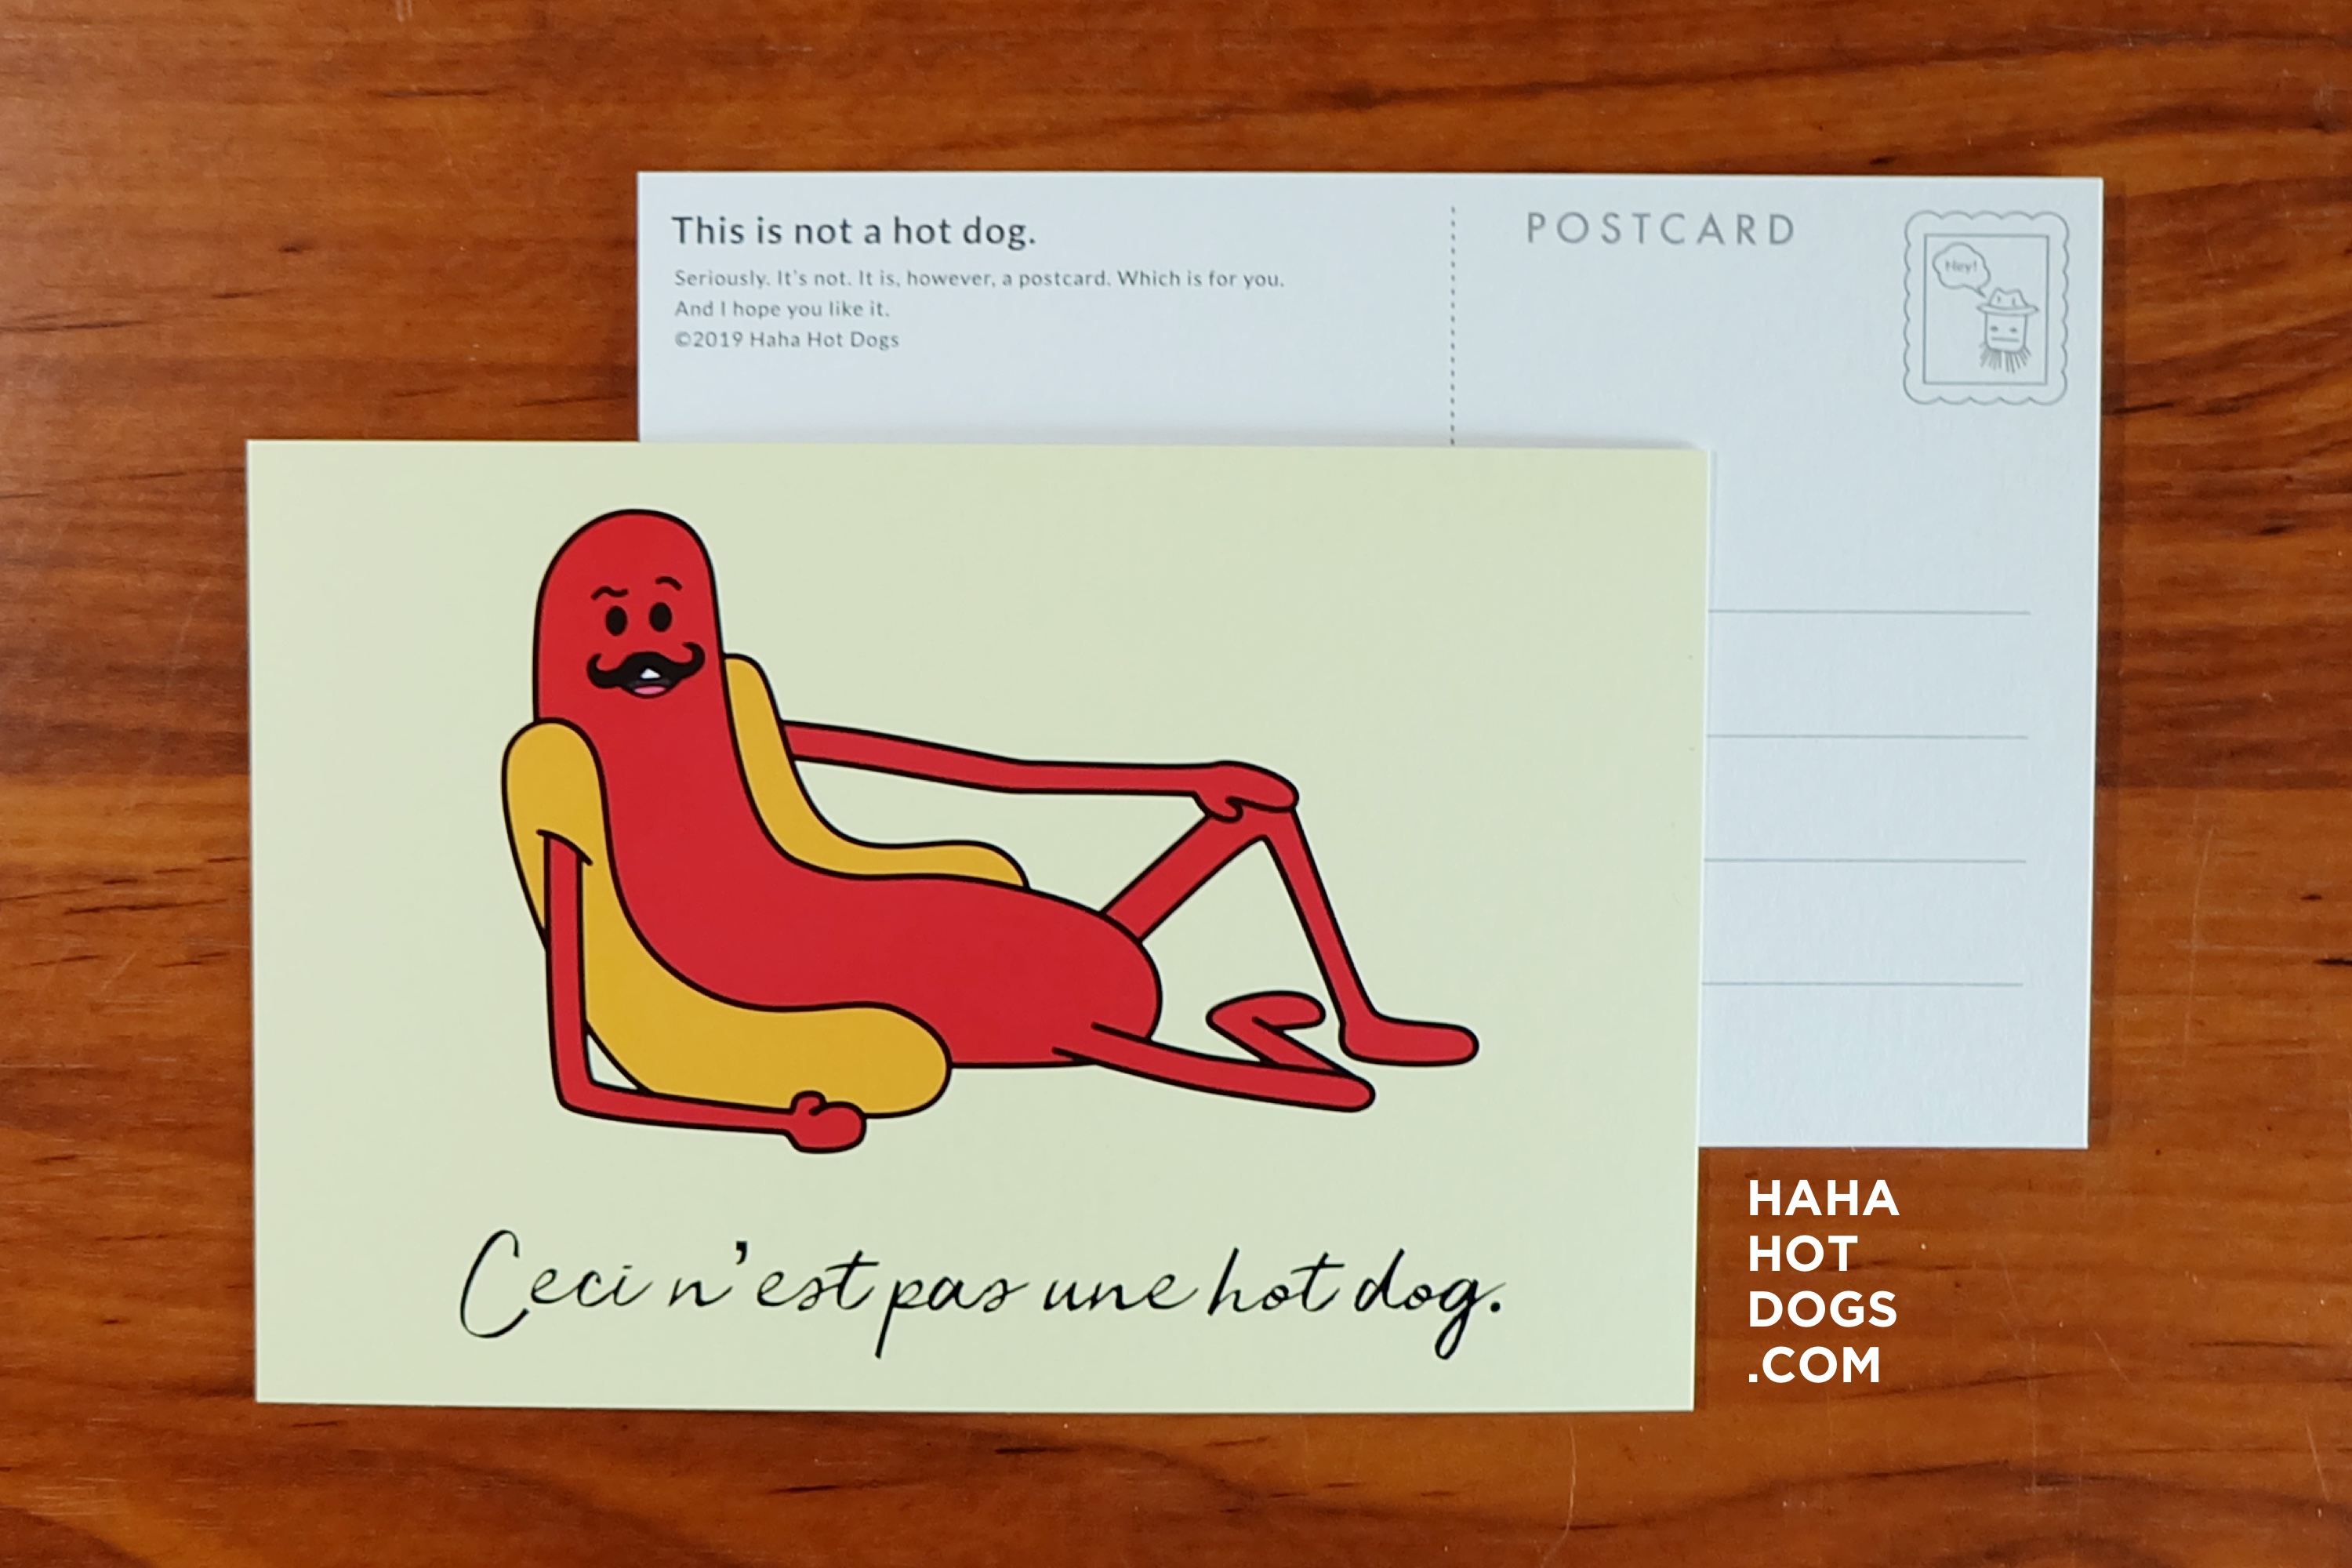 This is not a hot dog.
Seriously. It's not. It is, however, a postcard. Which is for you.
And I hope you like it.
©2019 Haha Hot Dogs
POSTCARD
Hey!
Ceci n'est pas une hot dog.
HAHA
HOT
DOGS
.COM